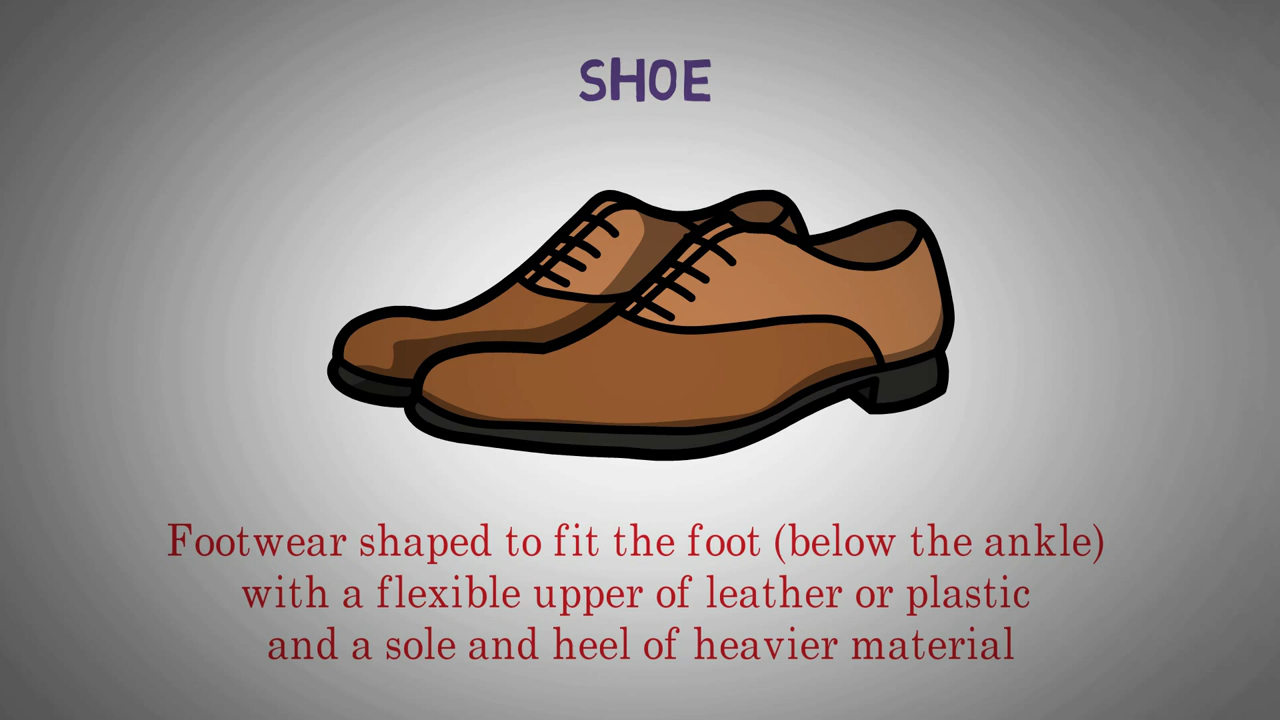 SHOE
Footwear shaped to fit the foot (below the ankle)
with a flexible upper of leather or plastic
and a sole and heel of heavier material